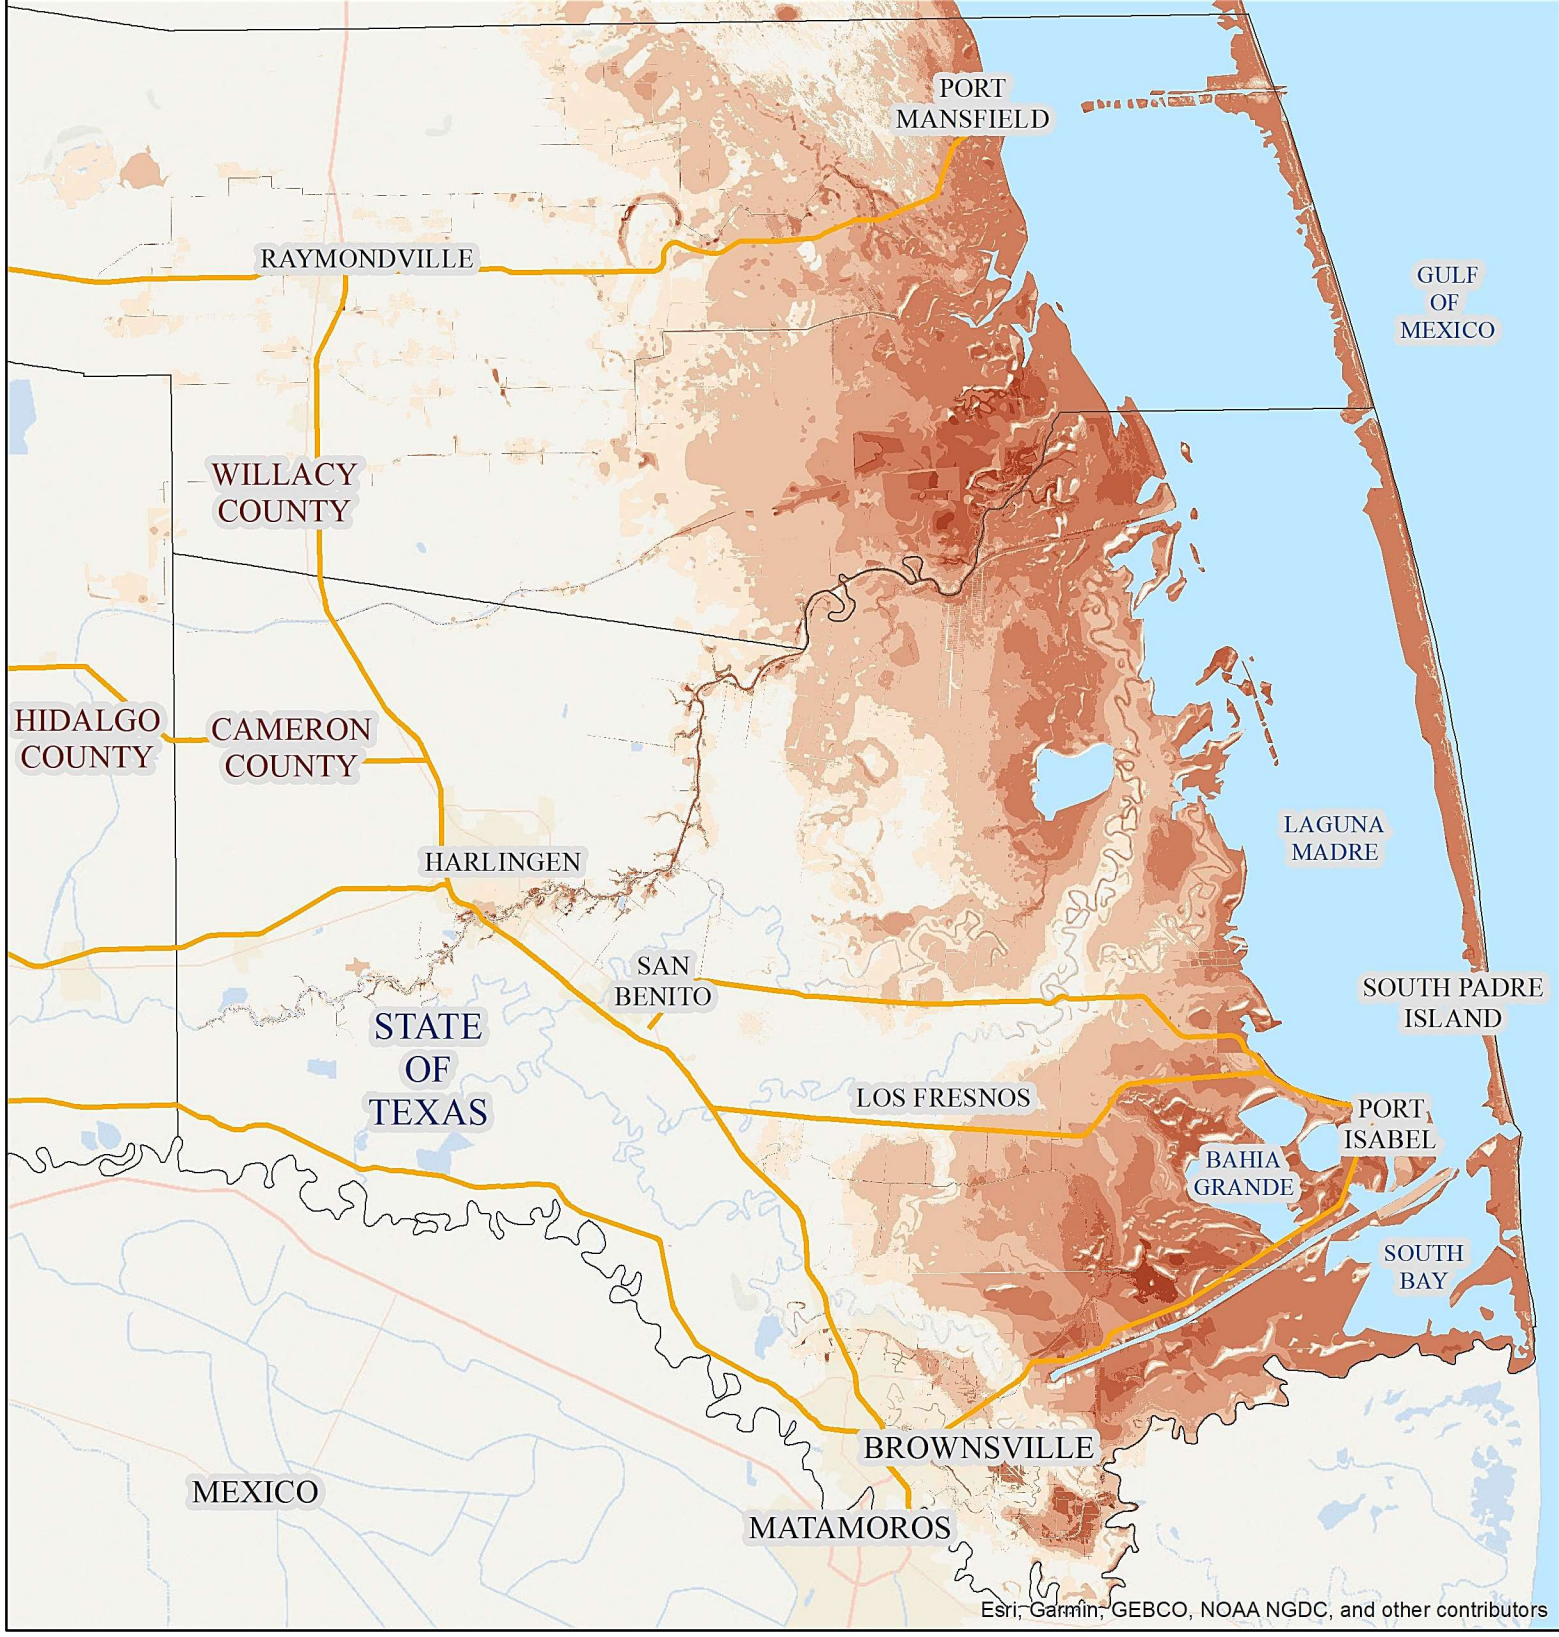 PORT
MANSFIELD
RAYMONDVILLE
GULF
OF
MEXICO
WILLACY
COUNTY
HIDALGO
COUNTY
CAMERON
COUNTY
LAGUNA
MADRE
HARLINGEN
SAN
BENITO
SOUTH PADRE
ISLAND
STATE
OF
TEXAS
LOS FRESNOS
PORT
ISABEL
BAHIA
GRANDE
SOUTH
BAY
BROWNSVILLE
MEXICO
MATAMOROS
Esri, Garmin, GEBCO, NOAA NGDC, and other contributors